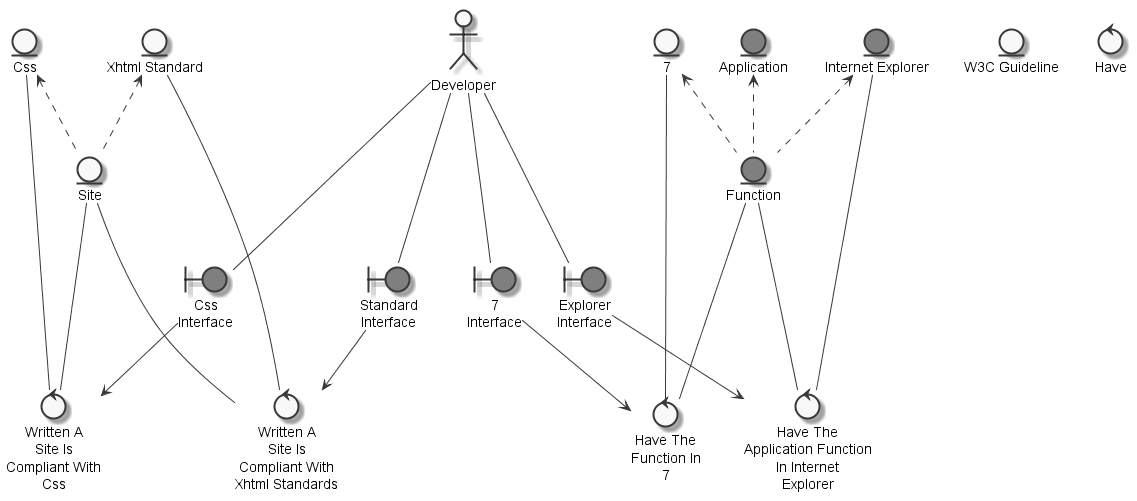 Css
Xhtml Standard
Developer
7
Application
Internet Explorer
W3C Guideline
Have
Site
Function
Css
Interface
Standard
Interface
7
Interface
Explorer
Interface
Written A
Site Is
Compliant With
Css
Written A
Site Is
Compliant With
Xhtml Standards
Have The
Function In
7
Have The
Application Function
In Internet
Explorer